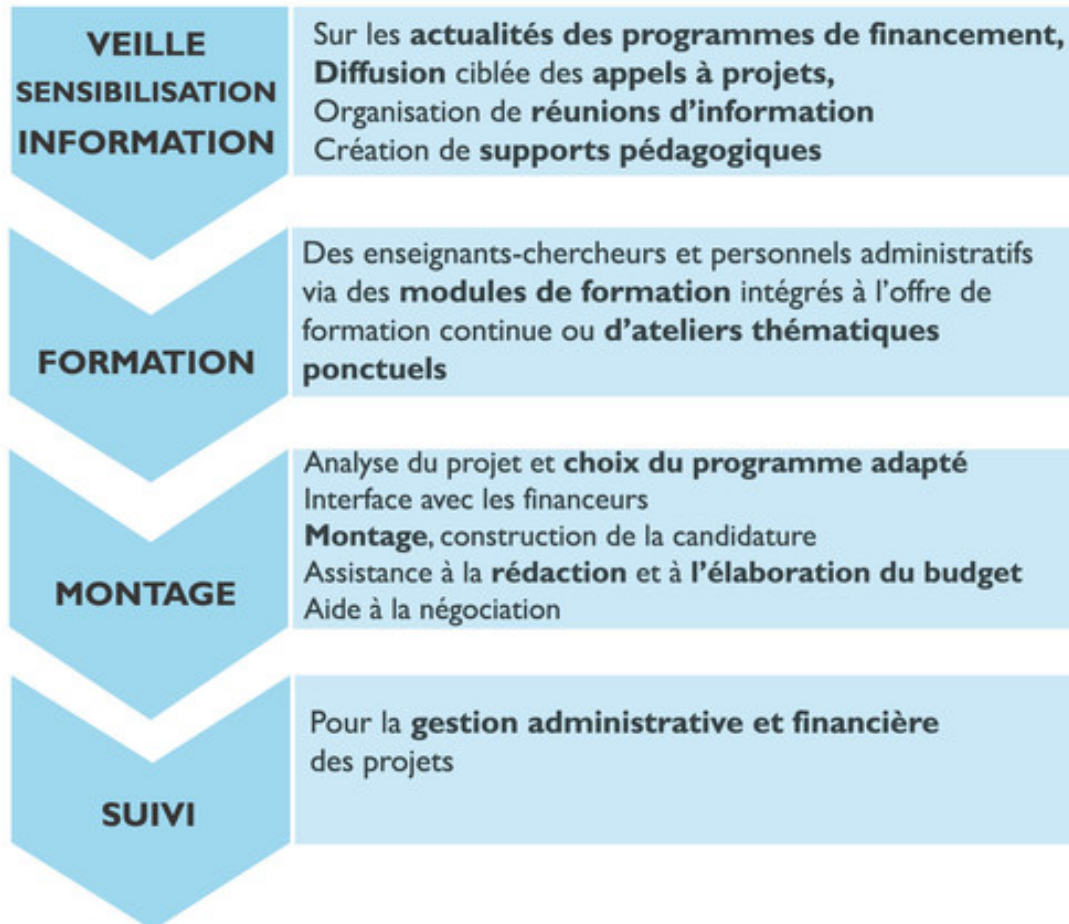 VEILLE
SENSIBILISATION
INFORMATION
Sur les actualités des programmes de financement,
Diffusion ciblée des appels à projets,
Organisation de réunions d’information
Création de supports pédagogiques
FORMATION
Des enseignants-chercheurs et personnels administratifs
via des modules de formation intégrés à l’offre de
formation continue ou d’ateliers thématiques
ponctuels
MONTAGE
Analyse du projet et choix du programme adapté
Interface avec les financeurs
Montage, construction de la candidature
Assistance à la rédaction et à l’élaboration du budget
Aide à la négociation
SUIVI
Pour la gestion administrative et financière
des projets